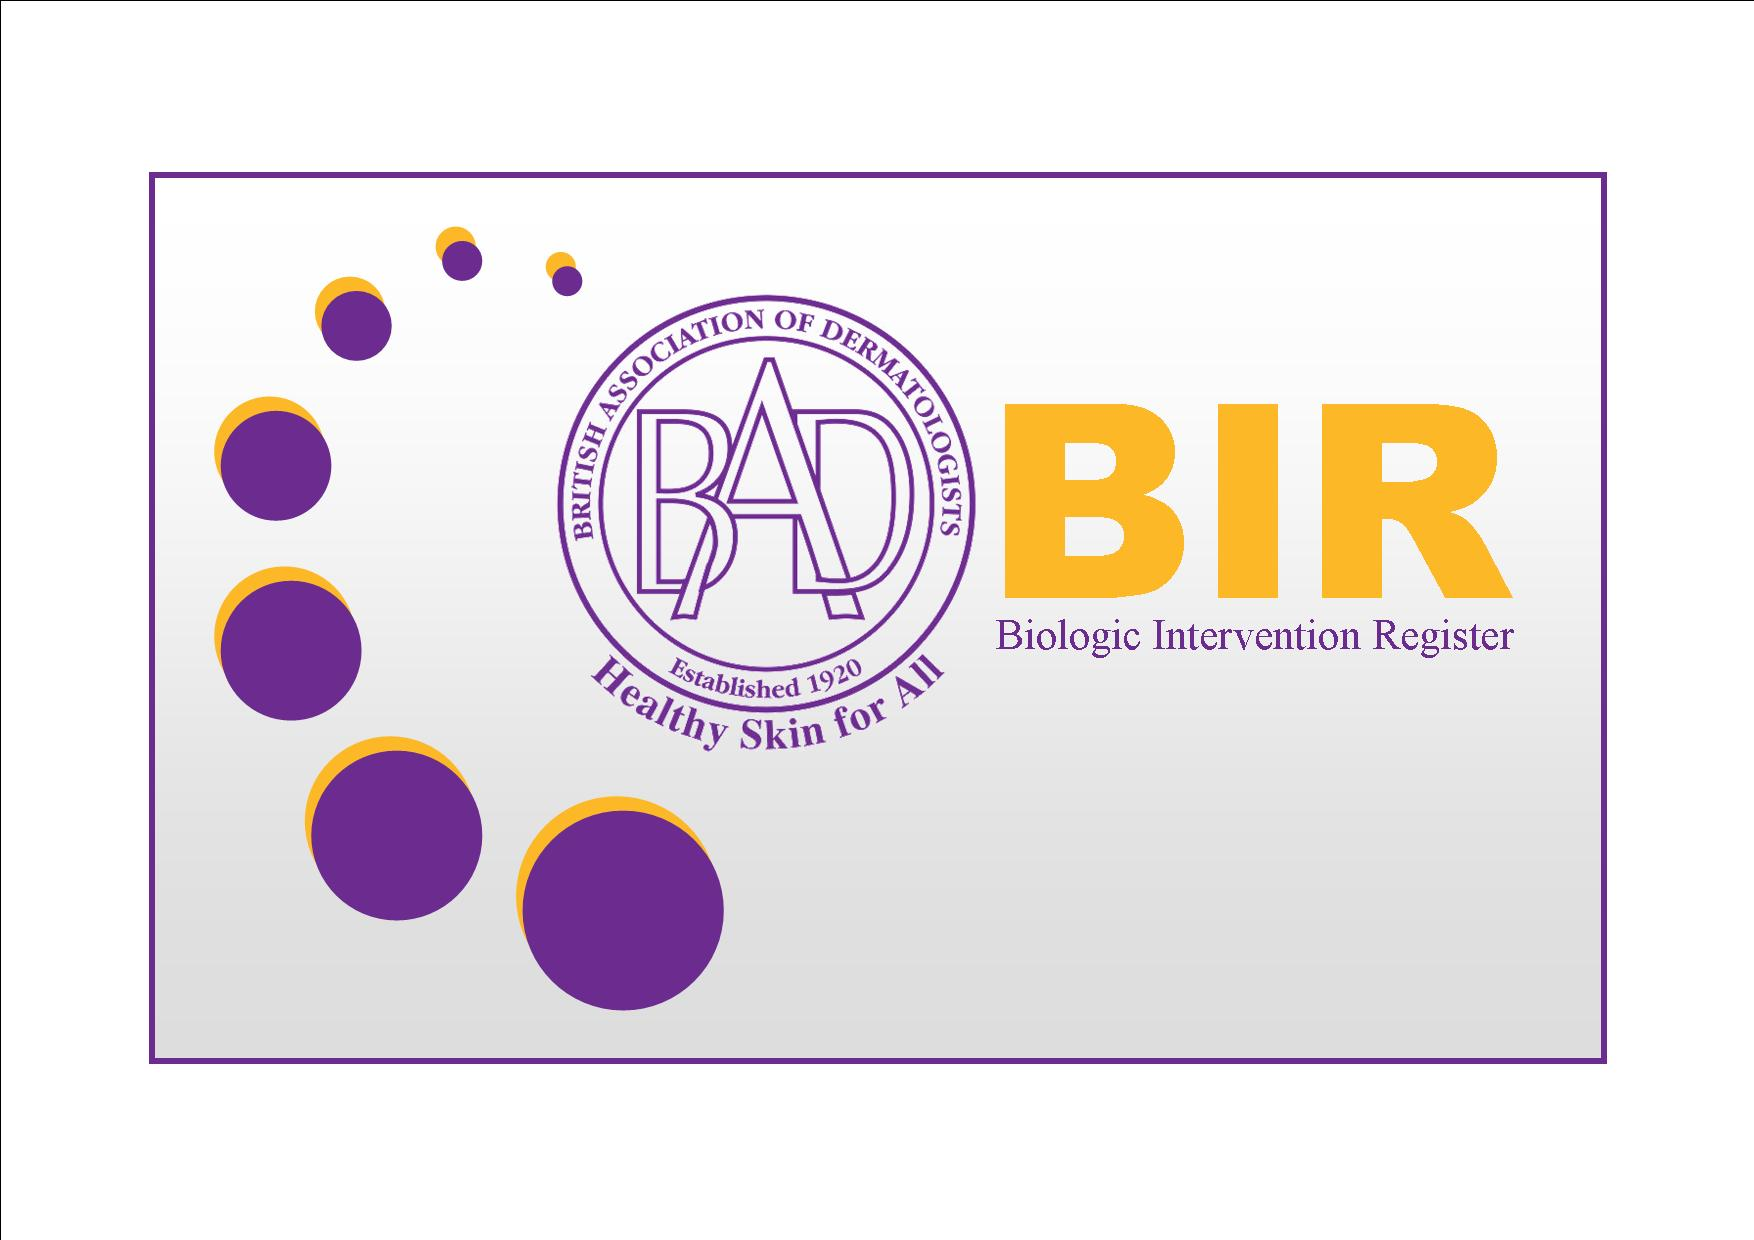 BRITISH ASSOCIATION OF DERMATOLOGISTS
BAD
Established 1920
Healthy Skin for All
BIR
Biologic Intervention Register